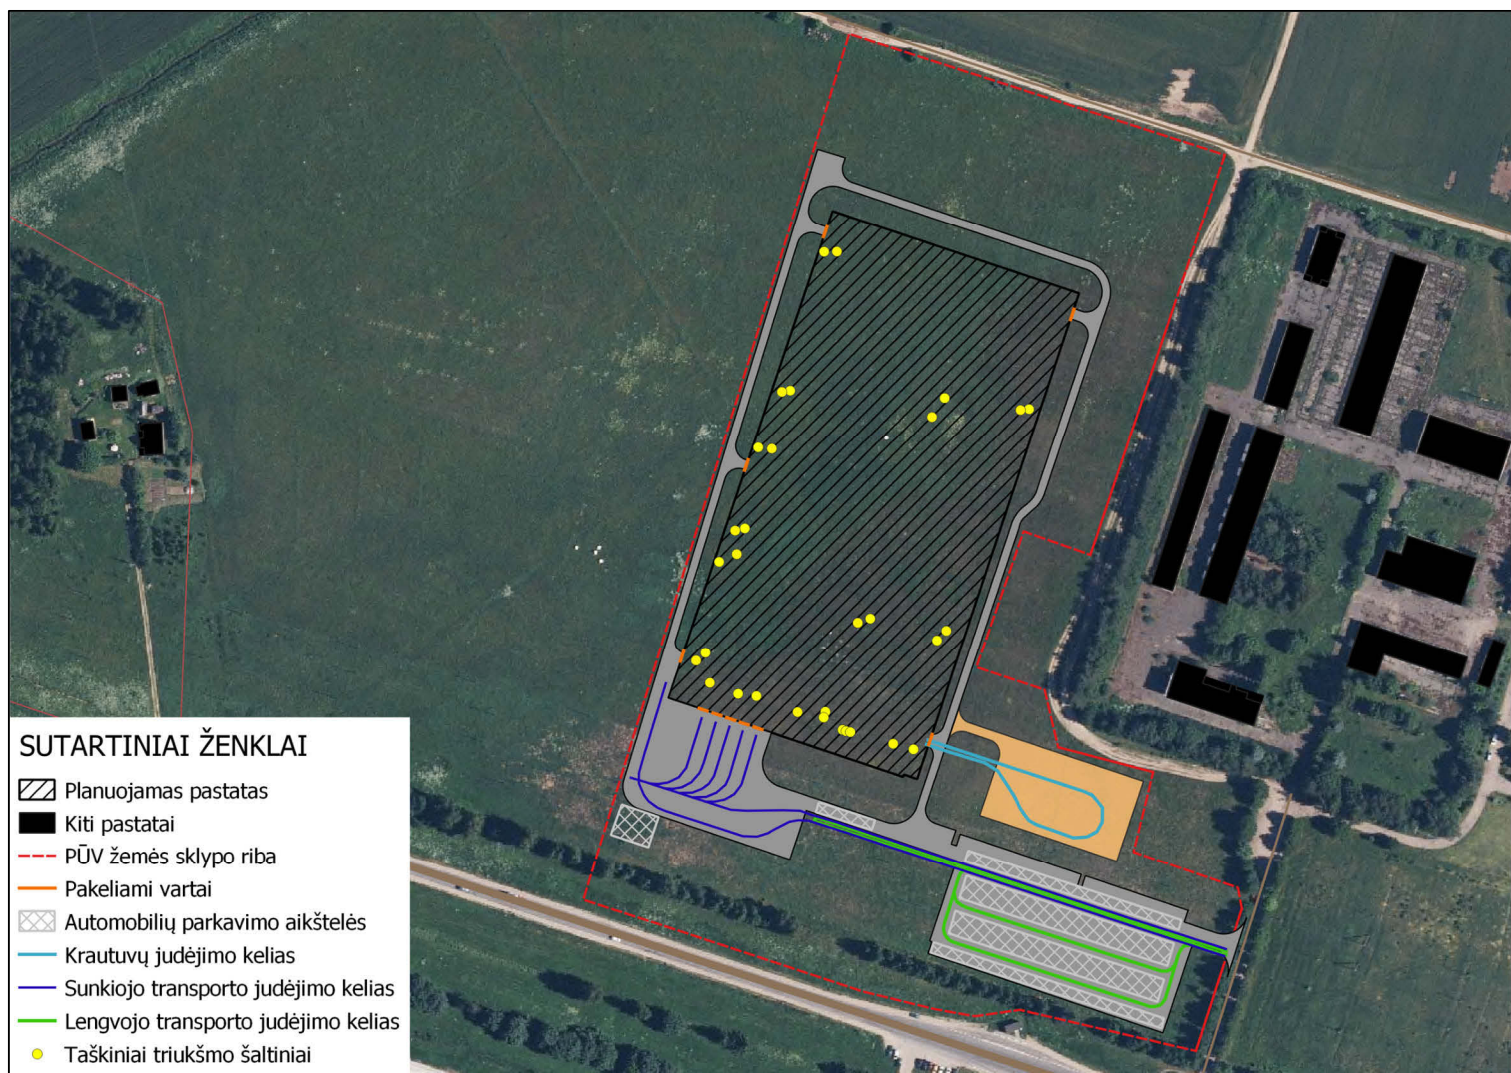 SUTARTINIAI ŽENKLAI
Planuojamas pastatas
Kiti pastatai
PŪV žemės sklypo riba
Pakeliami vartai
Automobilių parkavimo aikštelės
Krautuvų judėjimo kelias
Sunkiojo transporto judėjimo kelias
Lengvojo transporto judėjimo kelias
Taškiniai triukšmo šaltiniai